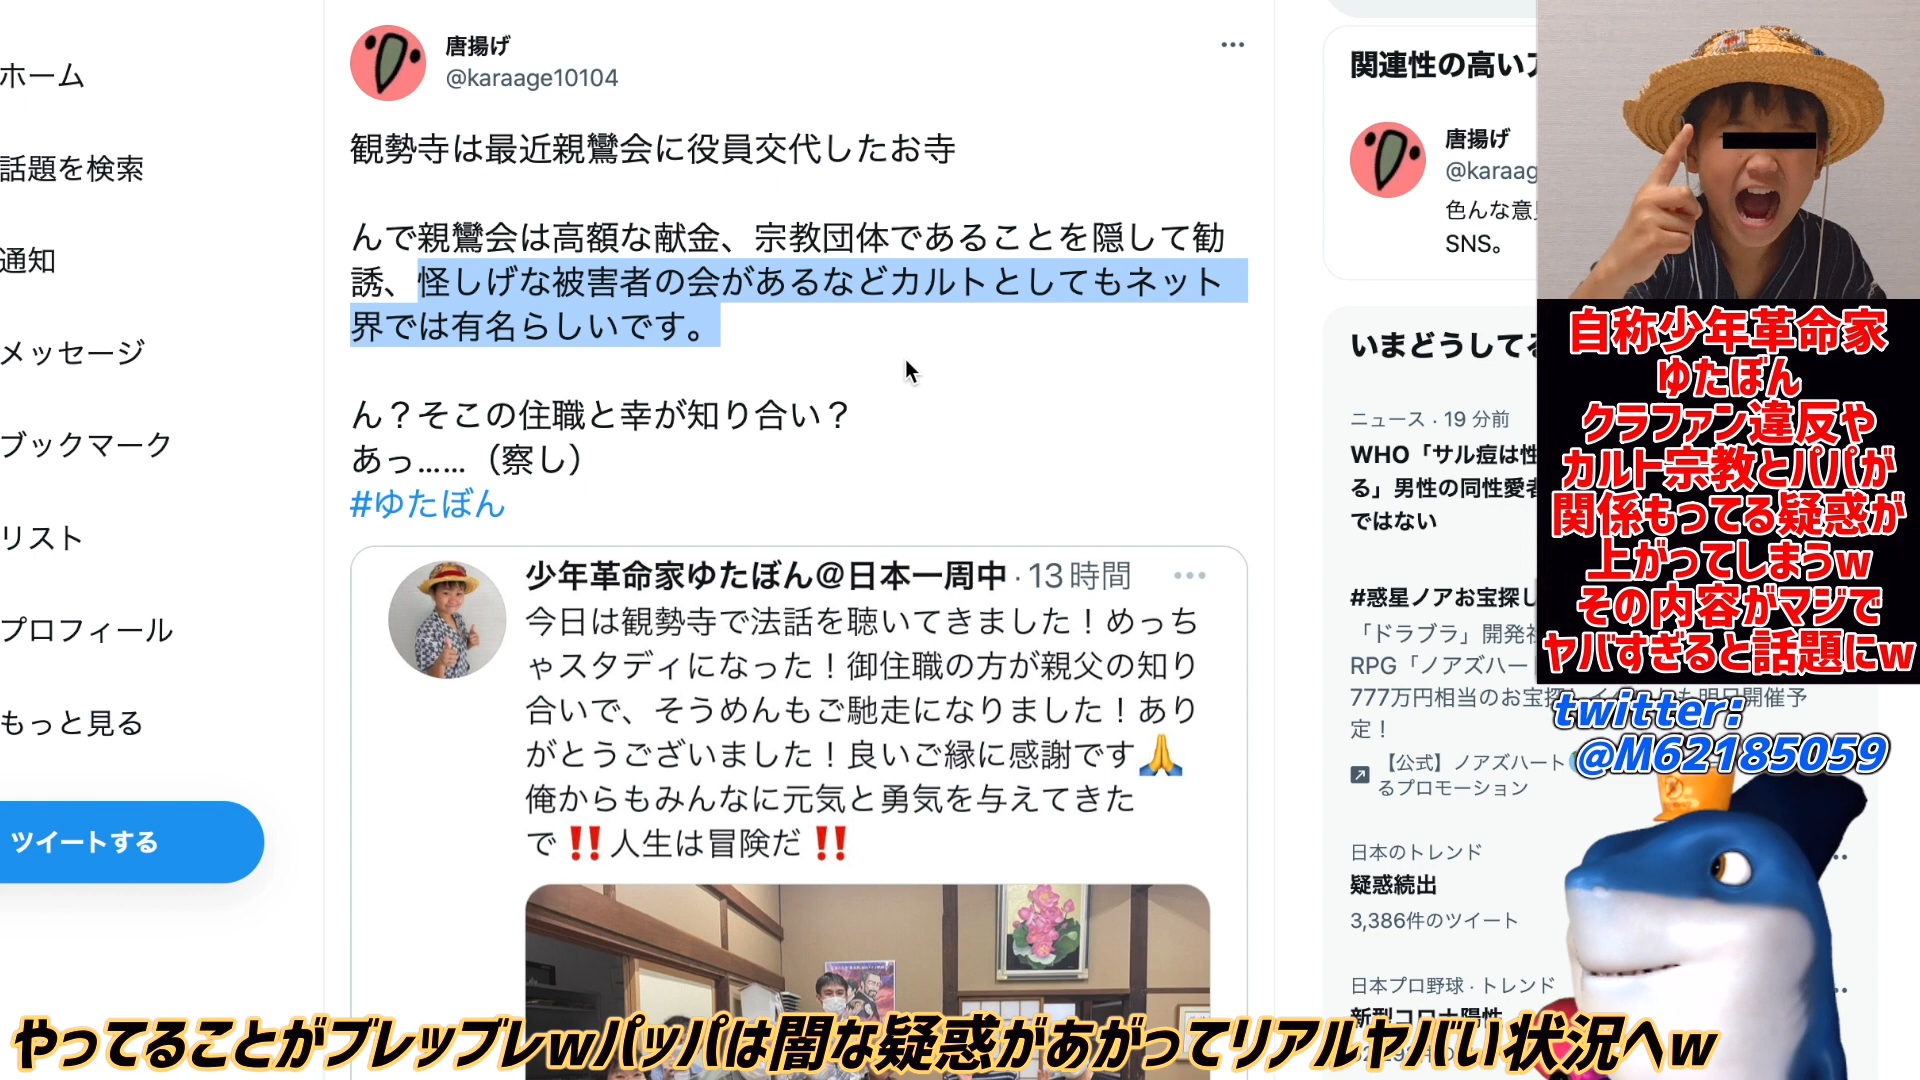 ホーム
話題を検索
通知
メッセージ
ブックマーク
リスト
プロフィール
もっと見る
ツイートする
唐揚げ
@karaage10104
観勢寺は最近親鸞会に役員交代したお寺
んで親鸞会は高額な献金、宗教団体であることを隠して勧
誘、怪しげな被害者の会があるなどカルトとしてもネット
界では有名らしいです。
ん？そこの住職と幸が知り合い？
あっ……（察し）
#ゆたぼん
少年革命家ゆたぼん@日本一周中 · 13時間
今日は観勢寺で法話を聴いてきました！めっち
ゃスタディになった！御住職の方が親父の知り
合いで、そうめんもご馳走になりました！あり
がとうございました！良いご縁に感謝です🙏
俺からもみんなに元気と勇気を与えてきた
で‼️人生は冒険だ‼️
関連性の高い
唐揚げ
@karaag
色んな意
SNS。
いまどうしてる
ニュース · 19 分前
WHO「サル痘は性
る」男性の同性愛者
ではない
#惑星ノアお宝探し
「ドラブラ」開発
RPG「ノアズハー
777万円相当のお宝探しイ も明日開催予
定！
【公式】ノアズハート
るプロモーション
日本のトレンド
疑惑続出
3,386件のツイート
日本プロ野球 · トレンド
新型コロナ陽性
自称少年革命家
ゆたぼん
クラファン違反や
カルト宗教とパパが
関係もってる疑惑が
上がってしまうw
その内容がマジで
ヤバすぎると話題にw
twitter:
@M62185059
やってることがブレッブレwパッパは闇な疑惑があがってリアルヤバい状況へw